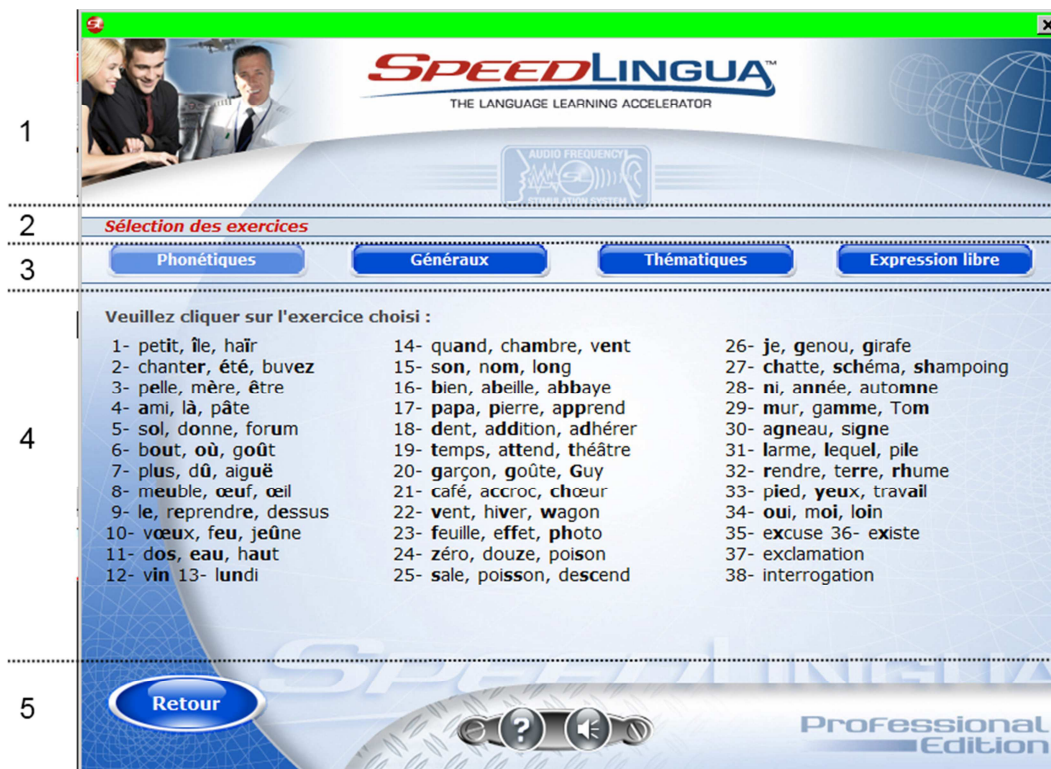 1
SPEEDLINGUA™
THE LANGUAGE LEARNING ACCELERATOR
AUDIO FREQUENCY
STIMULATION SYSTEM
2
Sélection des exercices
3
Phonétiques Généraux Thématiques Expression libre
4
Veuillez cliquer sur l'exercice choisi :
1- petit, île, haïr
2- chanter, été, buvez
3- pelle, mère, être
4- ami, là, pâte
5- sol, donne, forum
6- bout, où, goût
7- plus, dû, aiguë
8- meuble, œuf, œil
9- le, reprendre, dessus
10- vœux, feu, jeûne
11- dos, eau, haut
12- vin 13- lundi
14- quand, chambre, vent
15- son, nom, long
16- bien, abeille, abbaye
17- papa, pierre, apprend
18- dent, addition, adhérer
19- temps, attend, théâtre
20- garçon, goûte, Guy
21- café, accroc, chœur
22- vent, hiver, wagon
23- feuille, effet, photo
24- zéro, douze, poison
25- sale, poisson, descend
26- je, genou, girafe
27- chatte, schéma, shampoing
28- ni, année, automne
29- mur, gamme, Tom
30- agneau, signe
31- larme, lequel, pile
32- rendre, terre, rhume
33- pied, yeux, travail
34- oui, moi, loin
35- excuse 36- existe
37- exclamation
38- interrogation
SPEEDLINGUA
5
Retour
?
Professional
Edition